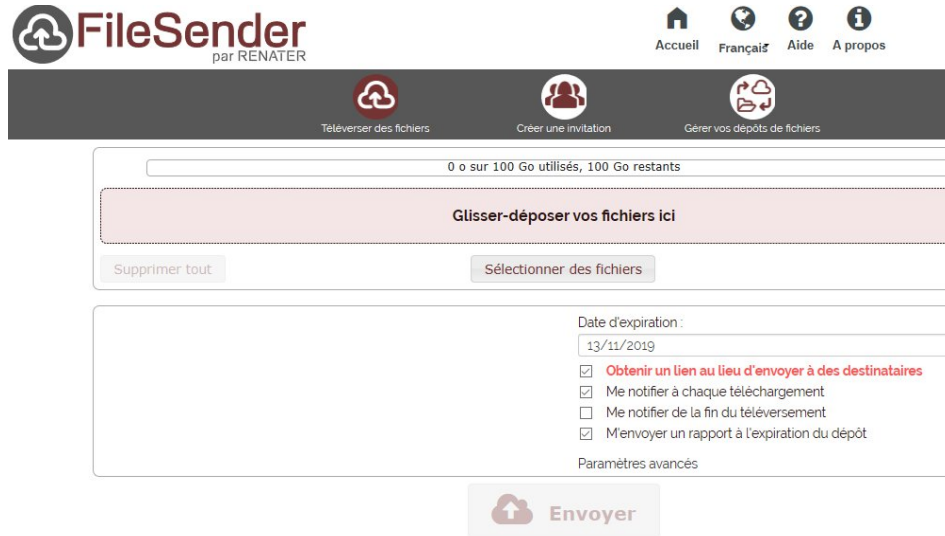 FileSender
par RENATER
Accueil Français Aide A propos
Téléverser des fichiers Créer une invitation Gérer vos dépôts de fichiers
0 o sur 100 Go utilisés, 100 Go restants
Glisser-déposer vos fichiers ici
Supprimer tout Sélectionner des fichiers
Date d'expiration :
13/11/2019
Obtenir un lien au lieu d'envoyer à des destinataires
Me notifier à chaque téléchargement
Me notifier de la fin du téléversement
M'envoyer un rapport à l'expiration du dépôt
Paramètres avancés
Envoyer